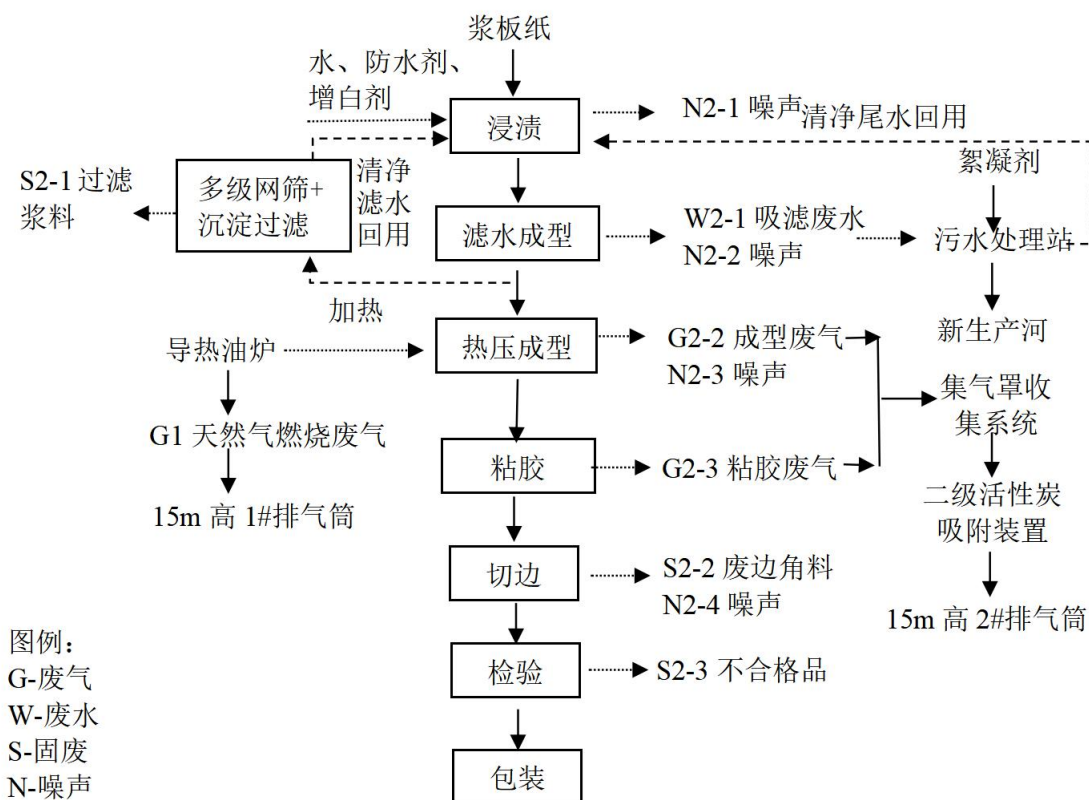 浆板纸
水、防水剂、
增白剂
浸渍
N2-1 噪声
清净尾水回用
絮凝剂
S2-1 过滤
浆料
多级网筛+
沉淀过滤
清净
滤水
回用
滤水成型
W2-1 吸滤废水
N2-2 噪声
污水处理站
加热
新生产河
导热油炉
热压成型
G2-2 成型废气
N2-3 噪声
集气罩收
集系统
G1 天然气燃烧废气
粘胶
G2-3 粘胶废气
15m 高 1#排气筒
二级活性炭
吸附装置
切边
S2-2 废边角料
N2-4 噪声
15m 高 2#排气筒
检验
S2-3 不合格品
包装
图例：
G-废气
W-废水
S-固废
N-噪声